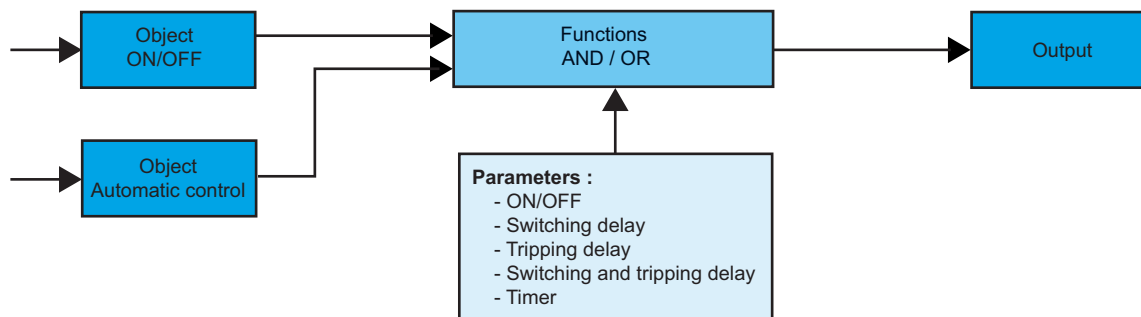 Object
ON/OFF
Functions
AND / OR
Output
Object
Automatic control
Parameters :
- ON/OFF
- Switching delay
- Tripping delay
- Switching and tripping delay
- Timer